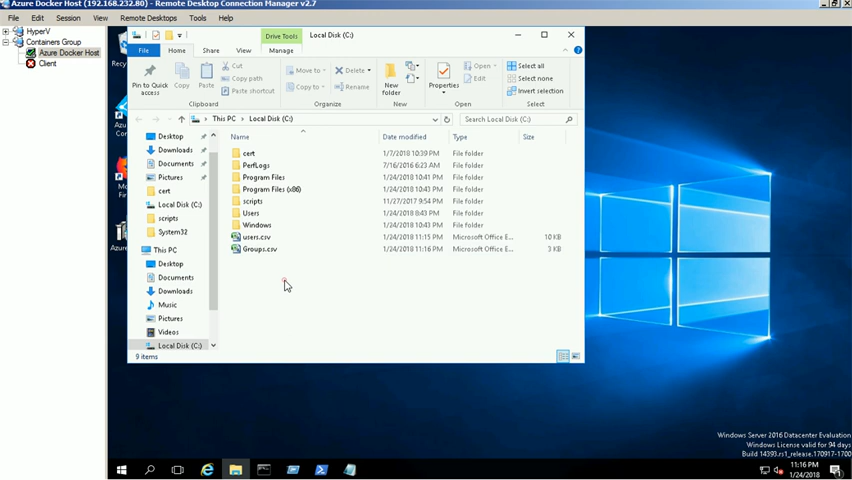 Azure Docker Host (192.168.232.80) - Remote Desktop Connection Manager v2.7
File Edit Session View Remote Desktops Tools Help
HyperV
Containers Group
Azure Docker Host
Client
Drive Tools
Local Disk (C:)
File Home Share View Manage
Pin to Quick access
Copy
Paste
Cut
Copy path
Paste shortcut
Clipboard
Move to
Copy to
Delete
Rename
Organize
New folder
New
Properties
Open
Edit
Open
Select all
Select none
Invert selection
Select
This PC > Local Disk (C:)
Search Local Disk (C:)
Desktop
Downloads
Documents
Pictures
cert
Local Disk (C:)
scripts
System32
This PC
Desktop
Documents
Downloads
Music
Pictures
Videos
Local Disk (C:)
Name Date modified Type Size
cert 1/7/2018 10:39 PM File folder
PerfLogs 7/16/2016 6:23 AM File folder
Program Files 1/24/2018 10:41 PM File folder
Program Files (x86) 1/24/2018 10:43 PM File folder
scripts 11/27/2017 9:54 PM File folder
Users 1/24/2018 8:43 PM File folder
Windows 1/24/2018 10:43 PM File folder
users.csv 1/24/2018 11:15 PM Microsoft Office E... 10 KB
Groups.csv 1/24/2018 11:16 PM Microsoft Office E... 3 KB
9 items
Windows Server 2016 Datacenter Evaluation
Windows License valid for 94 days
Build 14393.rs1_release.170917-1700
11:16 PM
1/24/2018